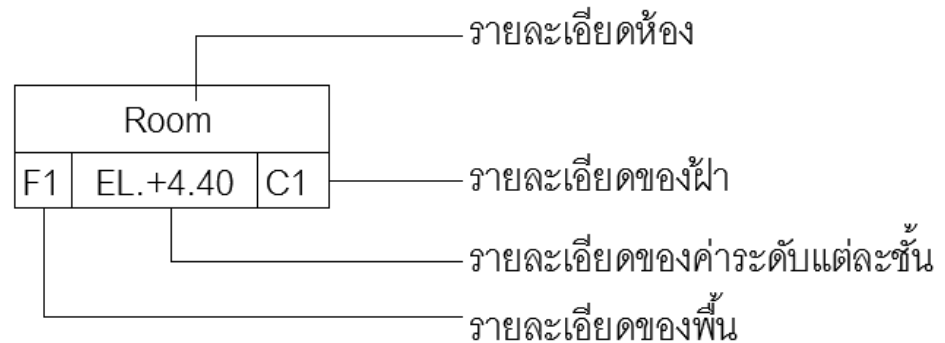 รายละเอียดห้อง
Room
F1 EL.+4.40 C1
รายละเอียดของฝ้า
รายละเอียดของค่าระดับแต่ละชั้น
รายละเอียดของพื้น